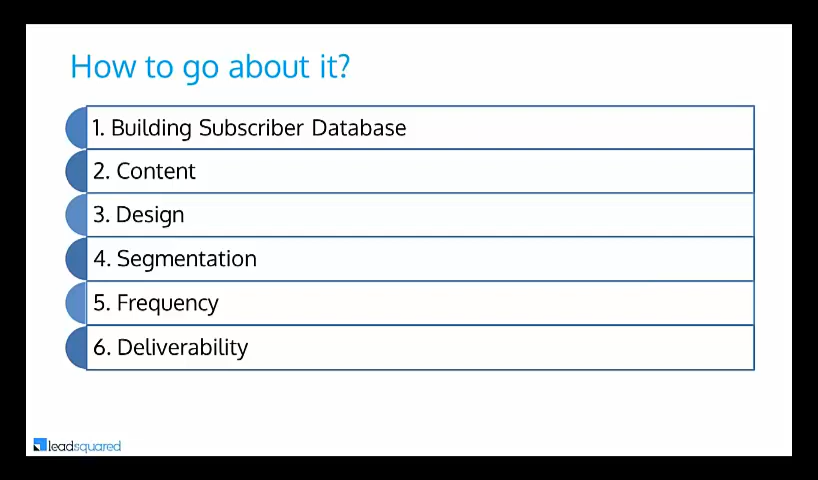 How to go about it?
1. Building Subscriber Database
2. Content
3. Design
4. Segmentation
5. Frequency
6. Deliverability
leadsquared